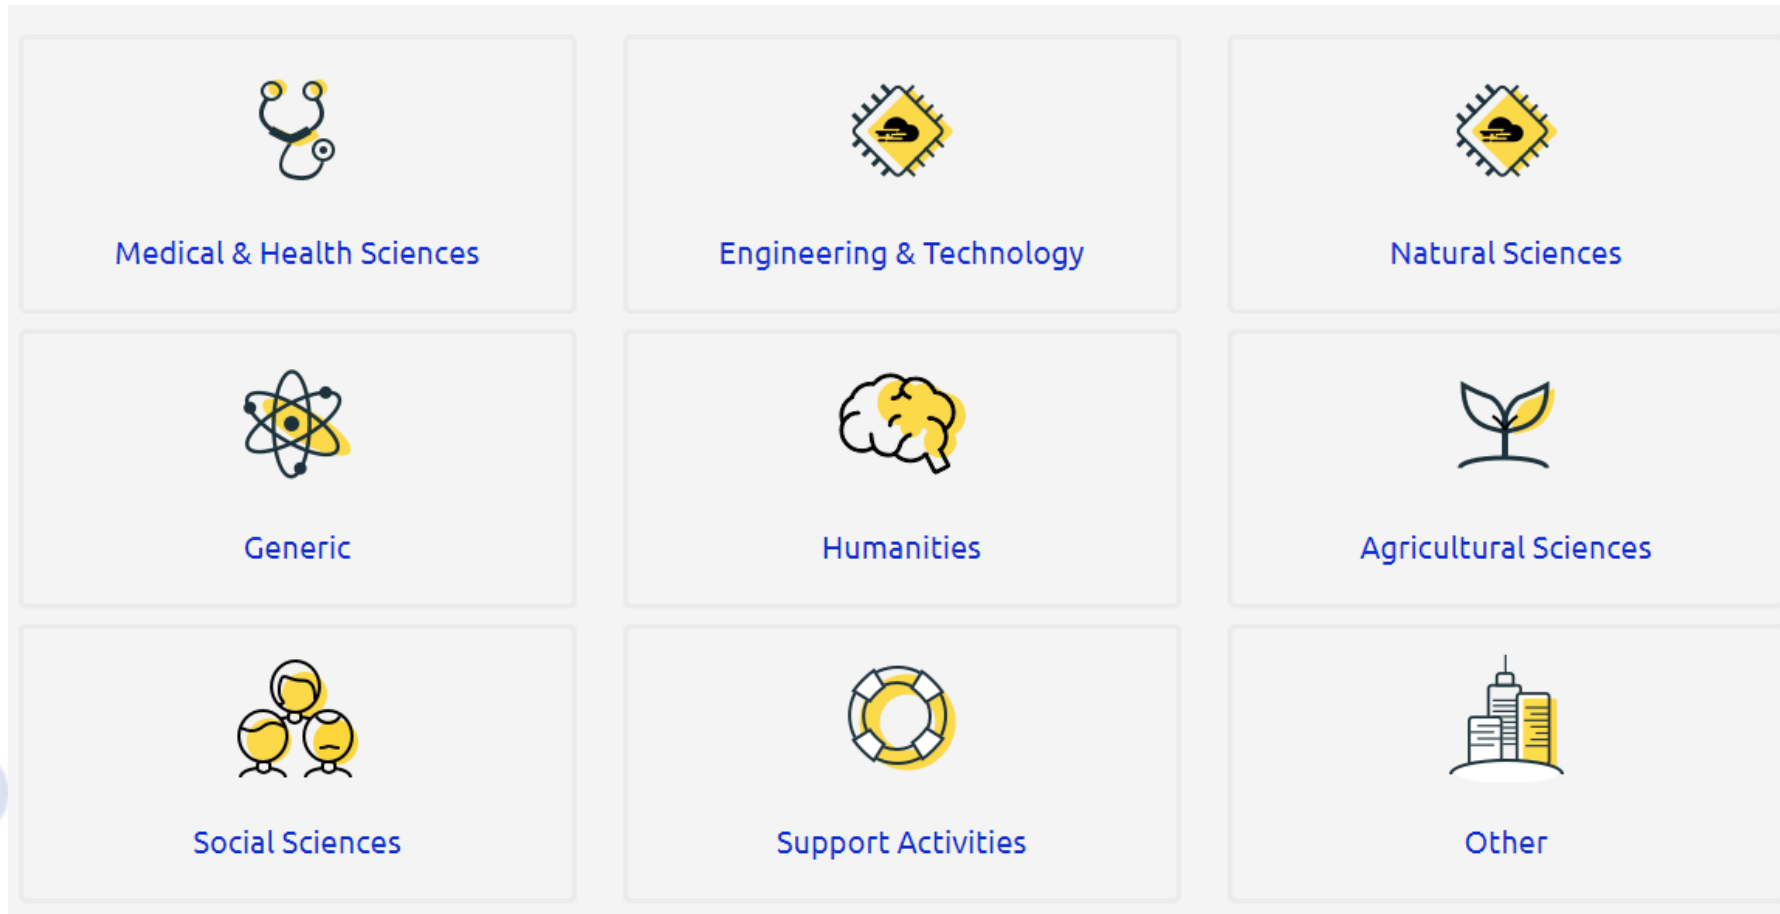 Medical & Health Sciences
Engineering & Technology
Natural Sciences
Generic
Humanities
Agricultural Sciences
Social Sciences
Support Activities
Other